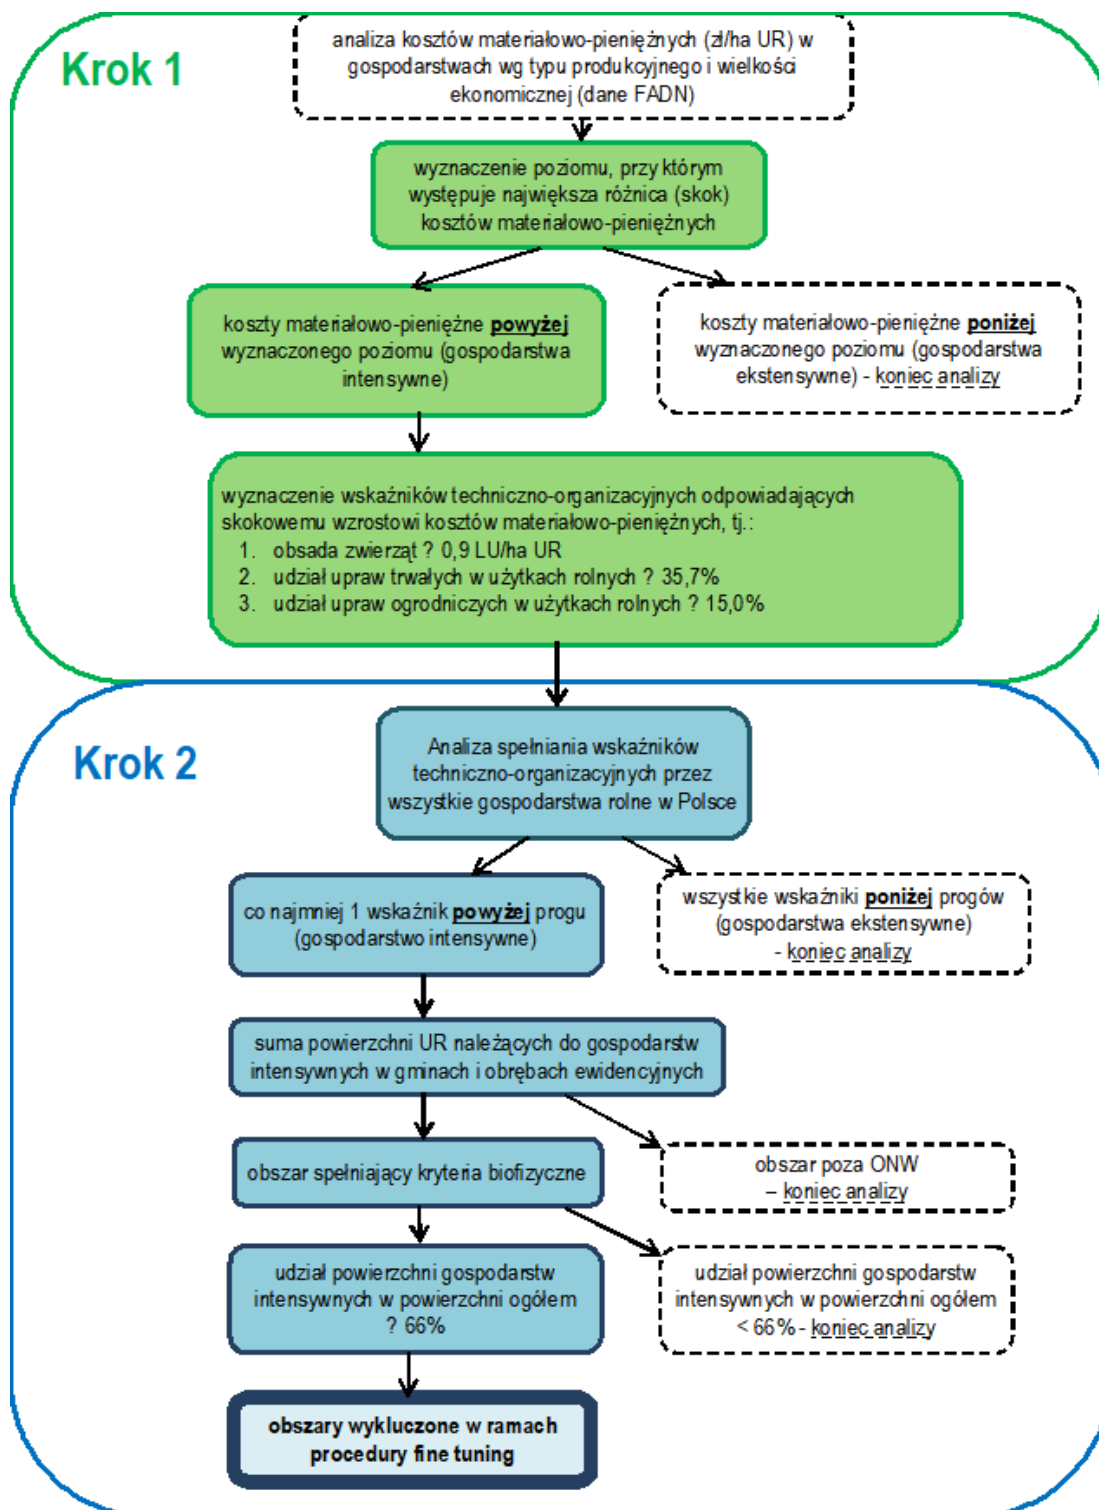 Krok 1
analiza kosztów materiałowo-pieniężnych (zł/ha UR) w
gospodarstwach wg typu produkcyjnego i wielkości
ekonomicznej (dane FADN)
wyznaczenie poziomu, przy którym
występuje największa różnica (skok)
kosztów materiałowo-pieniężnych
koszty materiałowo-pieniężne powyżej
wyznaczonego poziomu (gospodarstwa
intensywne)
koszty materiałowo-pieniężne poniżej
wyznaczonego poziomu (gospodarstwa
ekstensywne) - koniec analizy
wyznaczenie wskaźników techniczno-organizacyjnych odpowiadających
skokowemu wzrostowi kosztów materiałowo-pieniężnych, tj.:
1. obsada zwierząt ? 0,9 LU/ha UR
2. udział upraw trwałych w użytkach rolnych ? 35,7%
3. udział upraw ogrodniczych w użytkach rolnych ? 15,0%
Krok 2
Analiza spełniania wskaźników
techniczno-organizacyjnych przez
wszystkie gospodarstwa rolne w Polsce
co najmniej 1 wskaźnik powyżej progu
(gospodarstwo intensywne)
wszystkie wskaźniki poniżej progów
(gospodarstwa ekstensywne)
- koniec analizy
suma powierzchni UR należących do gospodarstw
intensywnych w gminach i obrębach ewidencyjnych
obszar spełniający kryteria biofizyczne
obszar poza ONW
– koniec analizy
udział powierzchni gospodarstw
intensywnych w powierzchni ogółem
? 66%
udział powierzchni gospodarstw
intensywnych w powierzchni ogółem
< 66% - koniec analizy
obszary wykluczone w ramach
procedury fine tuning